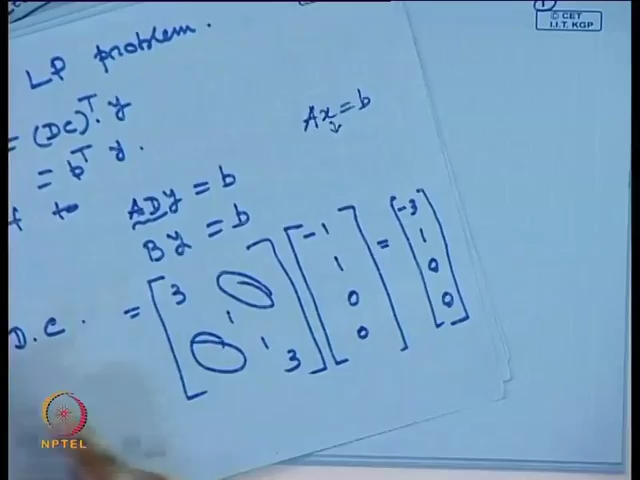 © CET
I.I.T. KGP
LP problem.
= (DC)ᵀ. y
= bᵀ y.
Ax = b
to ADy = b
By = b
D.C. = [3 1 1 3] [-1 1 0 0] = [-3 1 0 0]
NPTEL